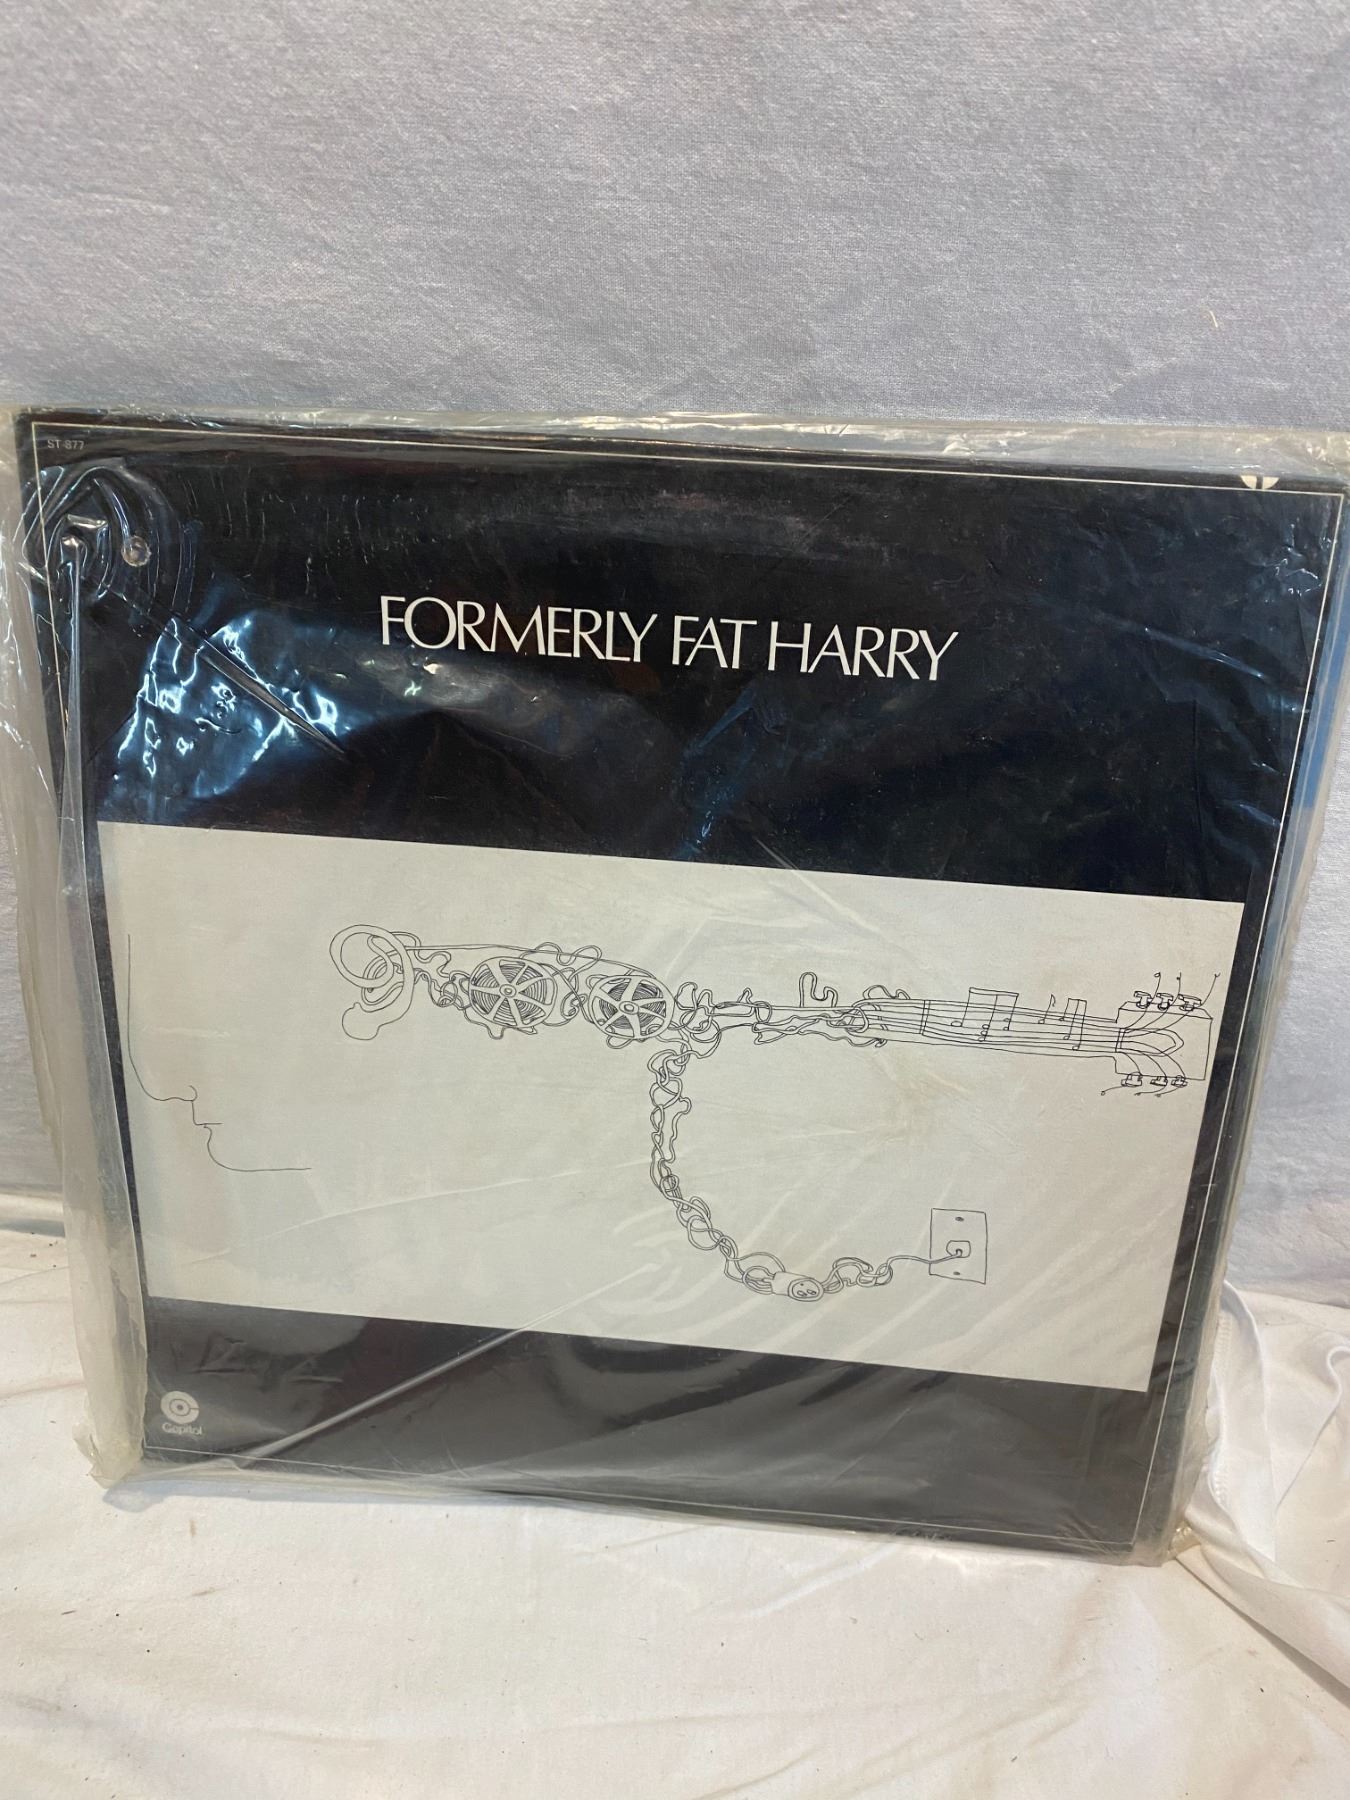 ST-877
FORMERLY FAT HARRY
Capitol